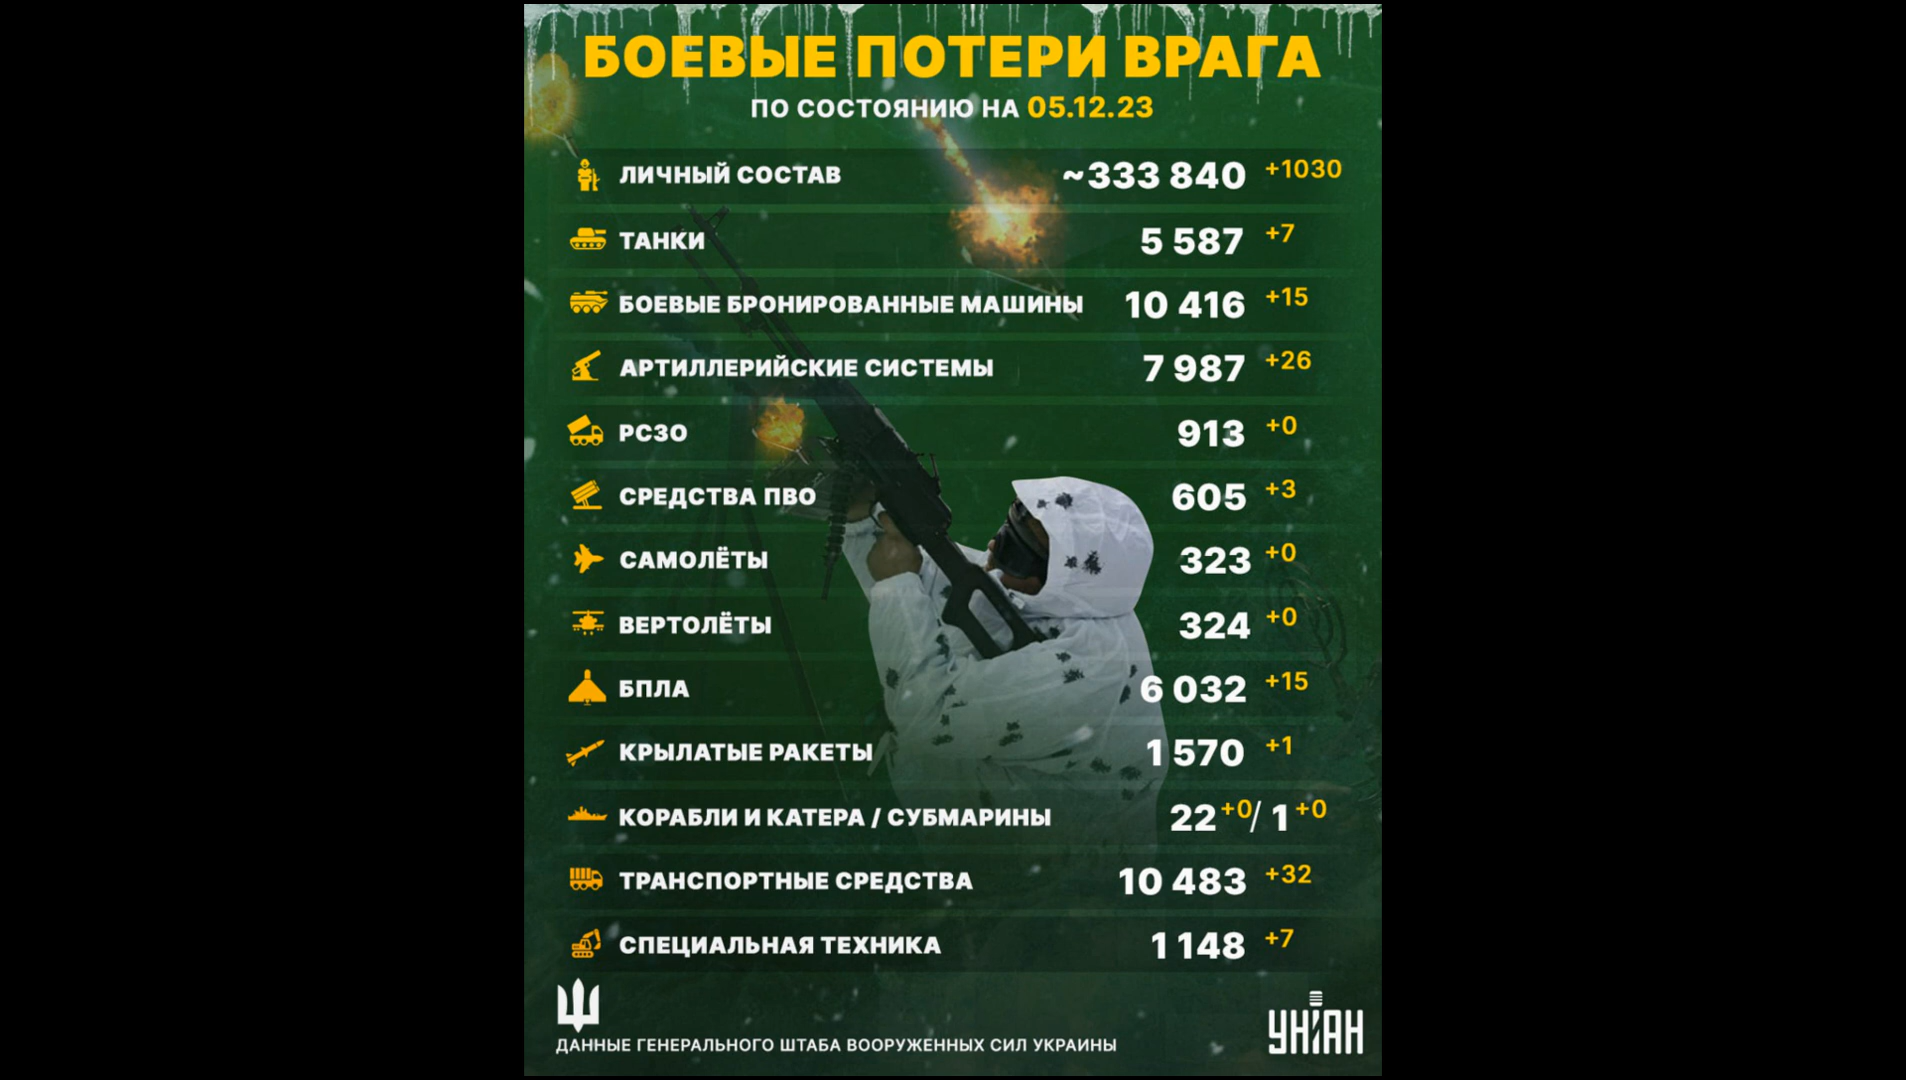 БОЕВЫЕ ПОТЕРИ ВРАГА
ПО СОСТОЯНИЮ НА 05.12.23
ЛИЧНЫЙ СОСТАВ ~333 840 +1030
ТАНКИ 5 587 +7
БОЕВЫЕ БРОНИРОВАННЫЕ МАШИНЫ 10 416 +15
АРТИЛЛЕРИЙСКИЕ СИСТЕМЫ 7 987 +26
РСЗО 913 +0
СРЕДСТВА ПВО 605 +3
САМОЛЁТЫ 323 +0
ВЕРТОЛЁТЫ 324 +0
БПЛА 6 032 +15
КРЫЛАТЫЕ РАКЕТЫ 1 570 +1
КОРАБЛИ И КАТЕРА / СУБМАРИНЫ 22 +0 / 1 +0
ТРАНСПОРТНЫЕ СРЕДСТВА 10 483 +32
СПЕЦИАЛЬНАЯ ТЕХНИКА 1 148 +7
ДАННЫЕ ГЕНЕРАЛЬНОГО ШТАБА ВООРУЖЕННЫХ СИЛ УКРАИНЫ
УНІАН